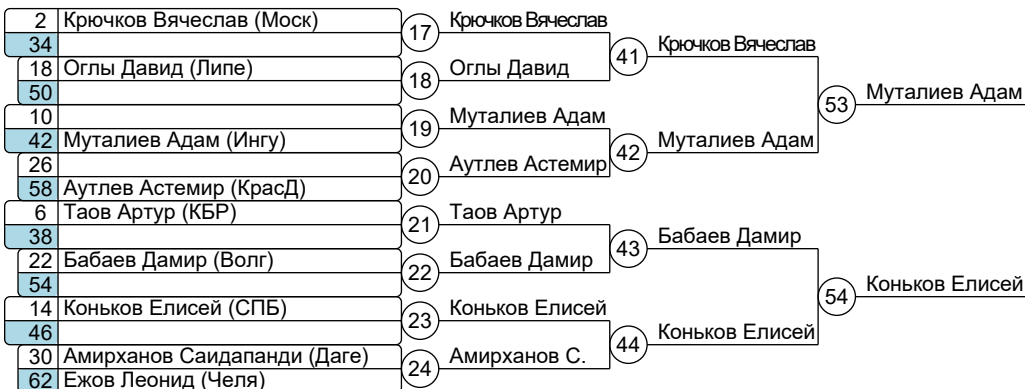 2 Крючков Вячеслав (Моск)
34
18 Оглы Давид (Липе)
50
10
42 Муталиев Адам (Ингу)
26
58 Аутлев Астемир (КрасД)
6 Таов Артур (КБР)
38
22 Бабаев Дамир (Волг)
54
14 Коньков Елисей (СПБ)
46
30 Амирханов Саидапанди (Даге)
62 Ежов Леонид (Челя)
17 Крючков Вячеслав
18 Оглы Давид
19 Муталиев Адам
20 Аутлев Астемир
21 Таов Артур
22 Бабаев Дамир
23 Коньков Елисей
24 Амирханов С.
41 Крючков Вячеслав
42 Муталиев Адам
43 Бабаев Дамир
44 Коньков Елисей
53 Муталиев Адам
54 Коньков Елисей